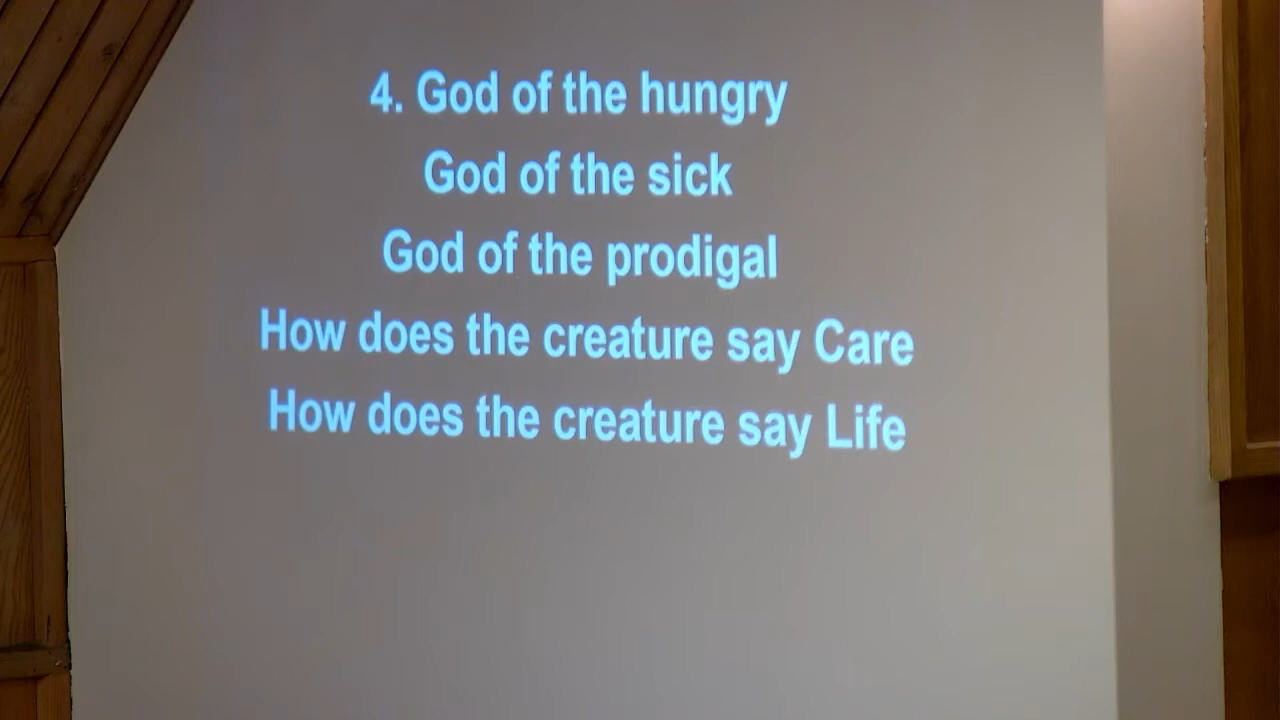 4. God of the hungry
God of the sick
God of the prodigal
How does the creature say Care
How does the creature say Life